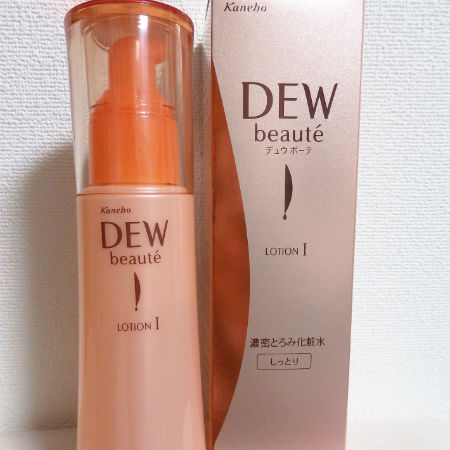 Kanebo
DEW
beauté
LOTION I
Kanebo
DEW
beauté
デュウ ボーテ
LOTION I
濃密とろみ化粧水
しっとり